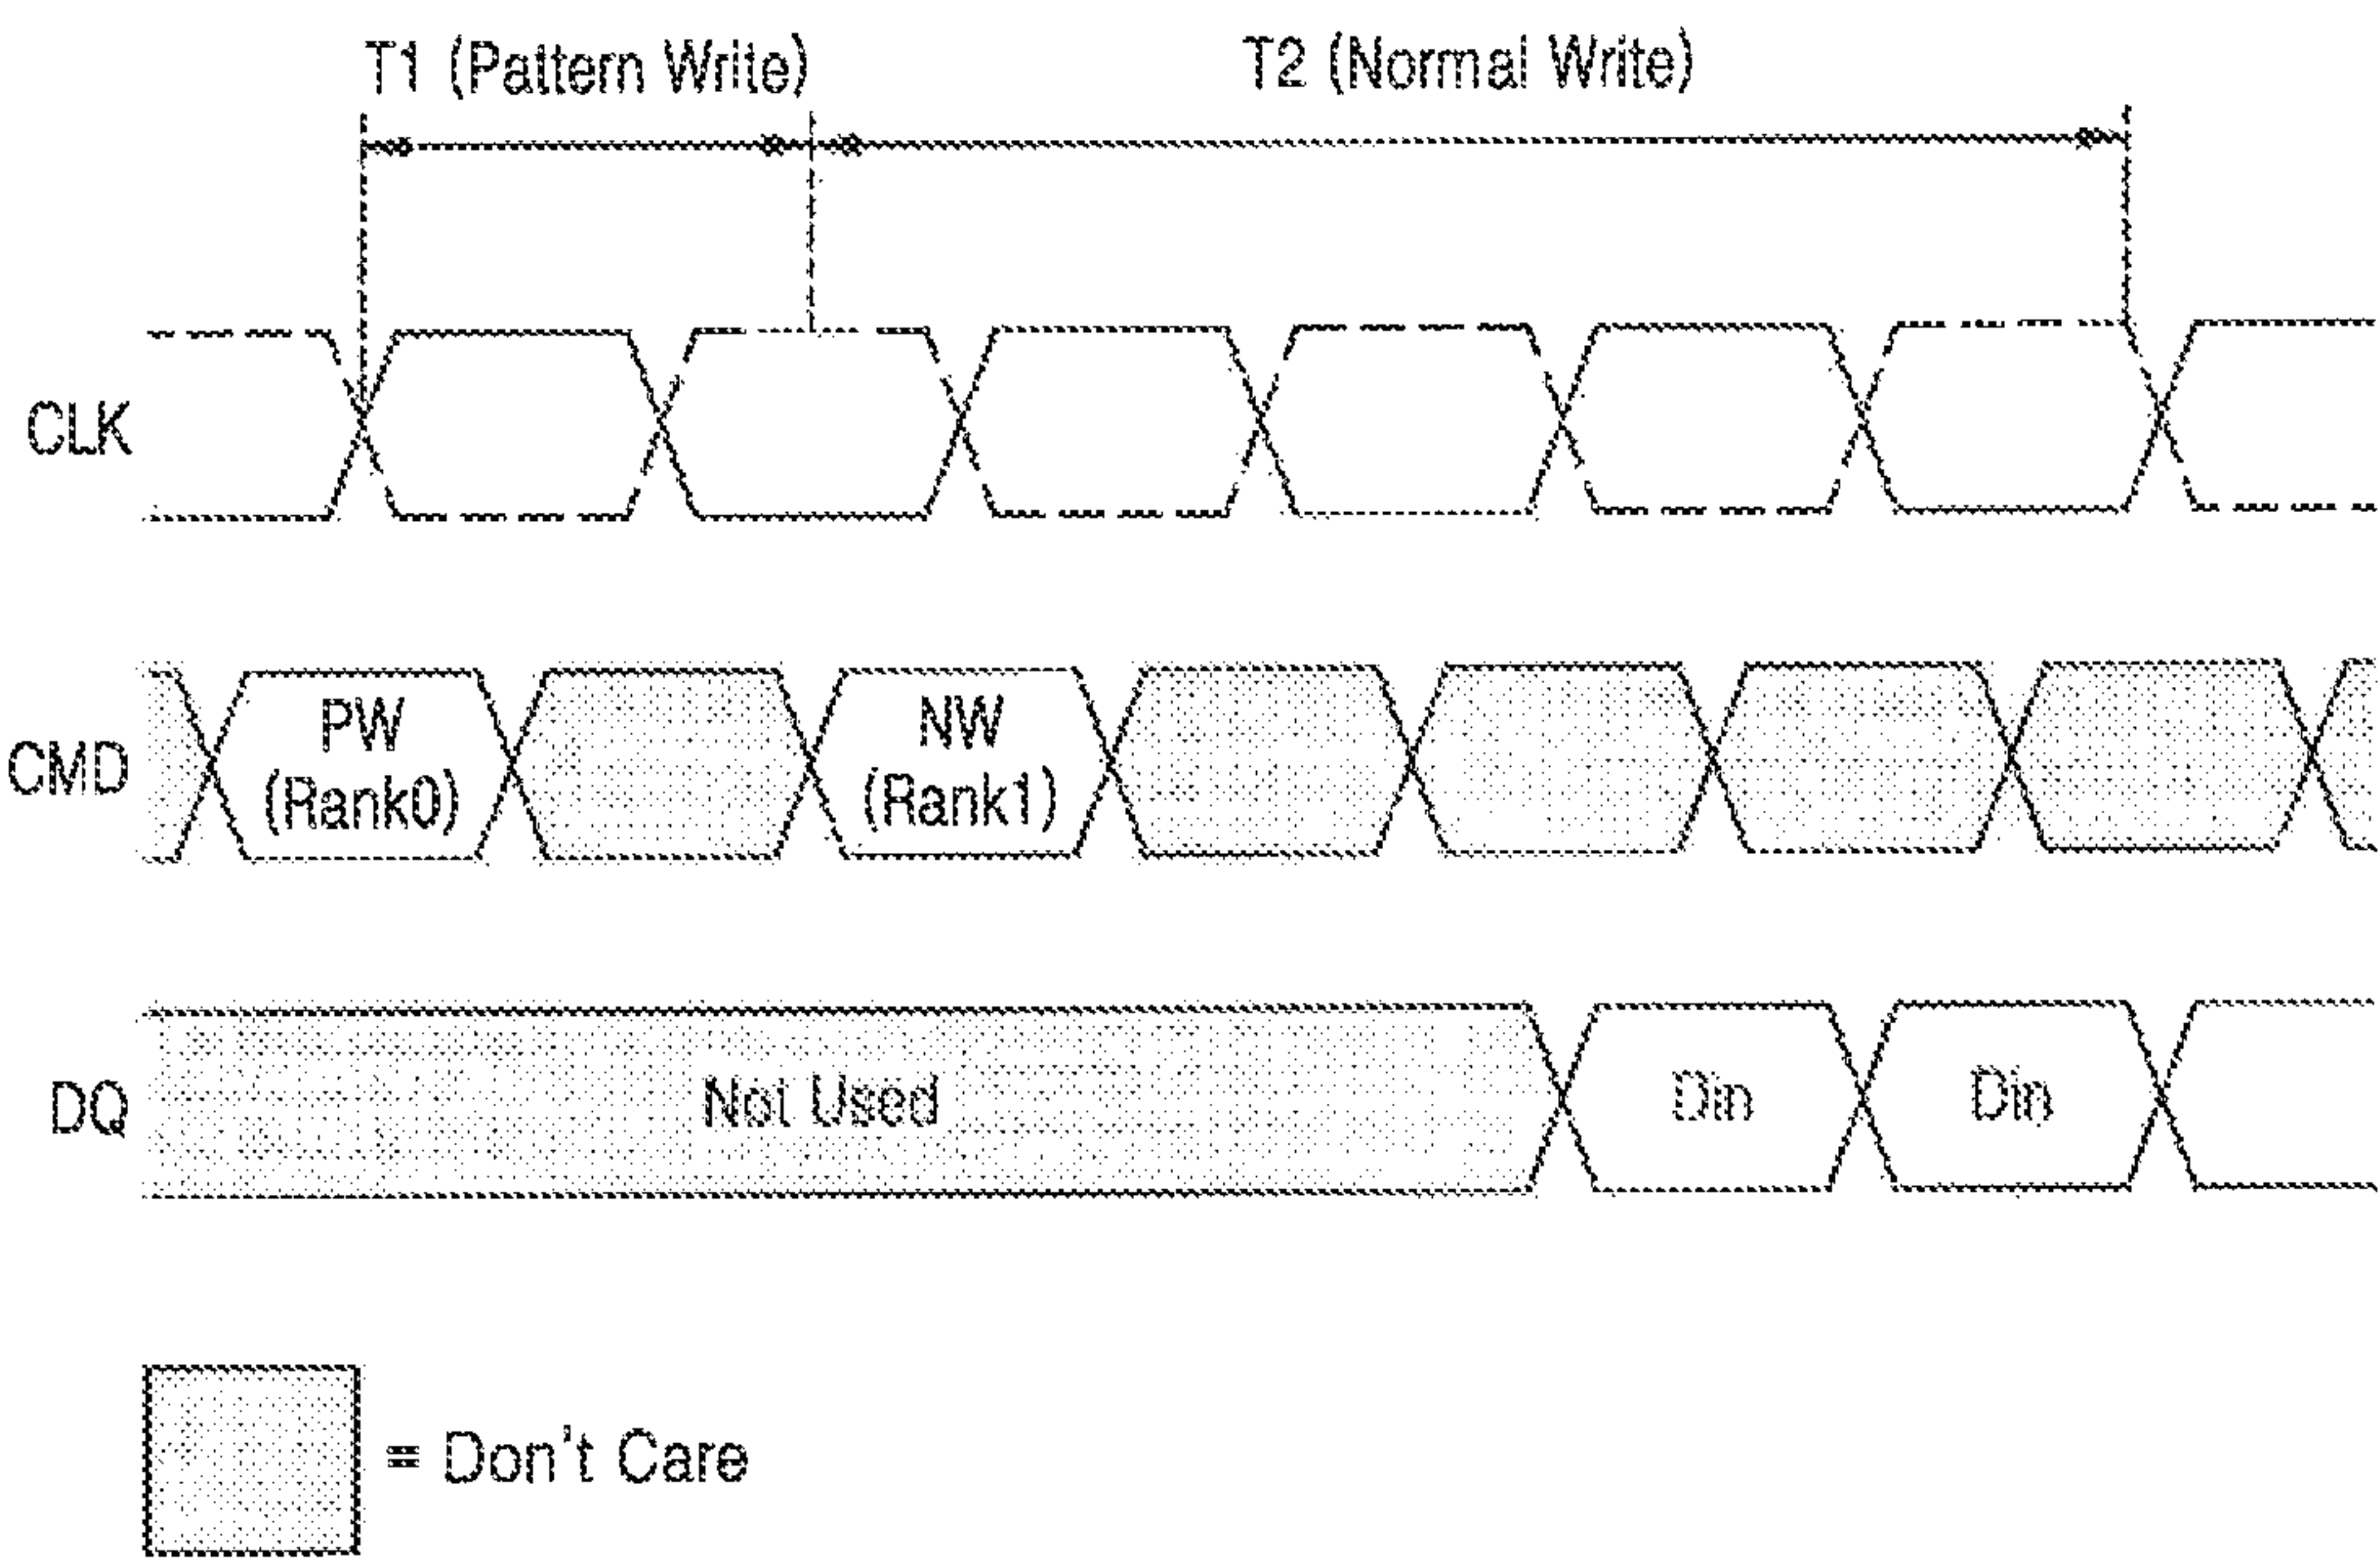 T1 (Pattern Write)
T2 (Normal Write)
CLK
CMD
PW
(Rank0)
NW
(Rank1)
DQ
Not Used
Din
Din
= Don't Care